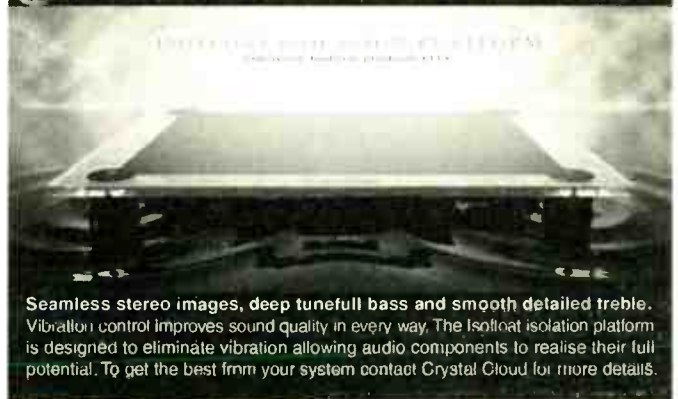 Seamless stereo images, deep tunefull bass and smooth detailed treble.
Vibration control improves sound quality in every way, The Isofloat isolation platform
is designed to eliminate vibration allowing audio components to realise their full
potential. To get the best from your system contact Crystal Cloud for more details.